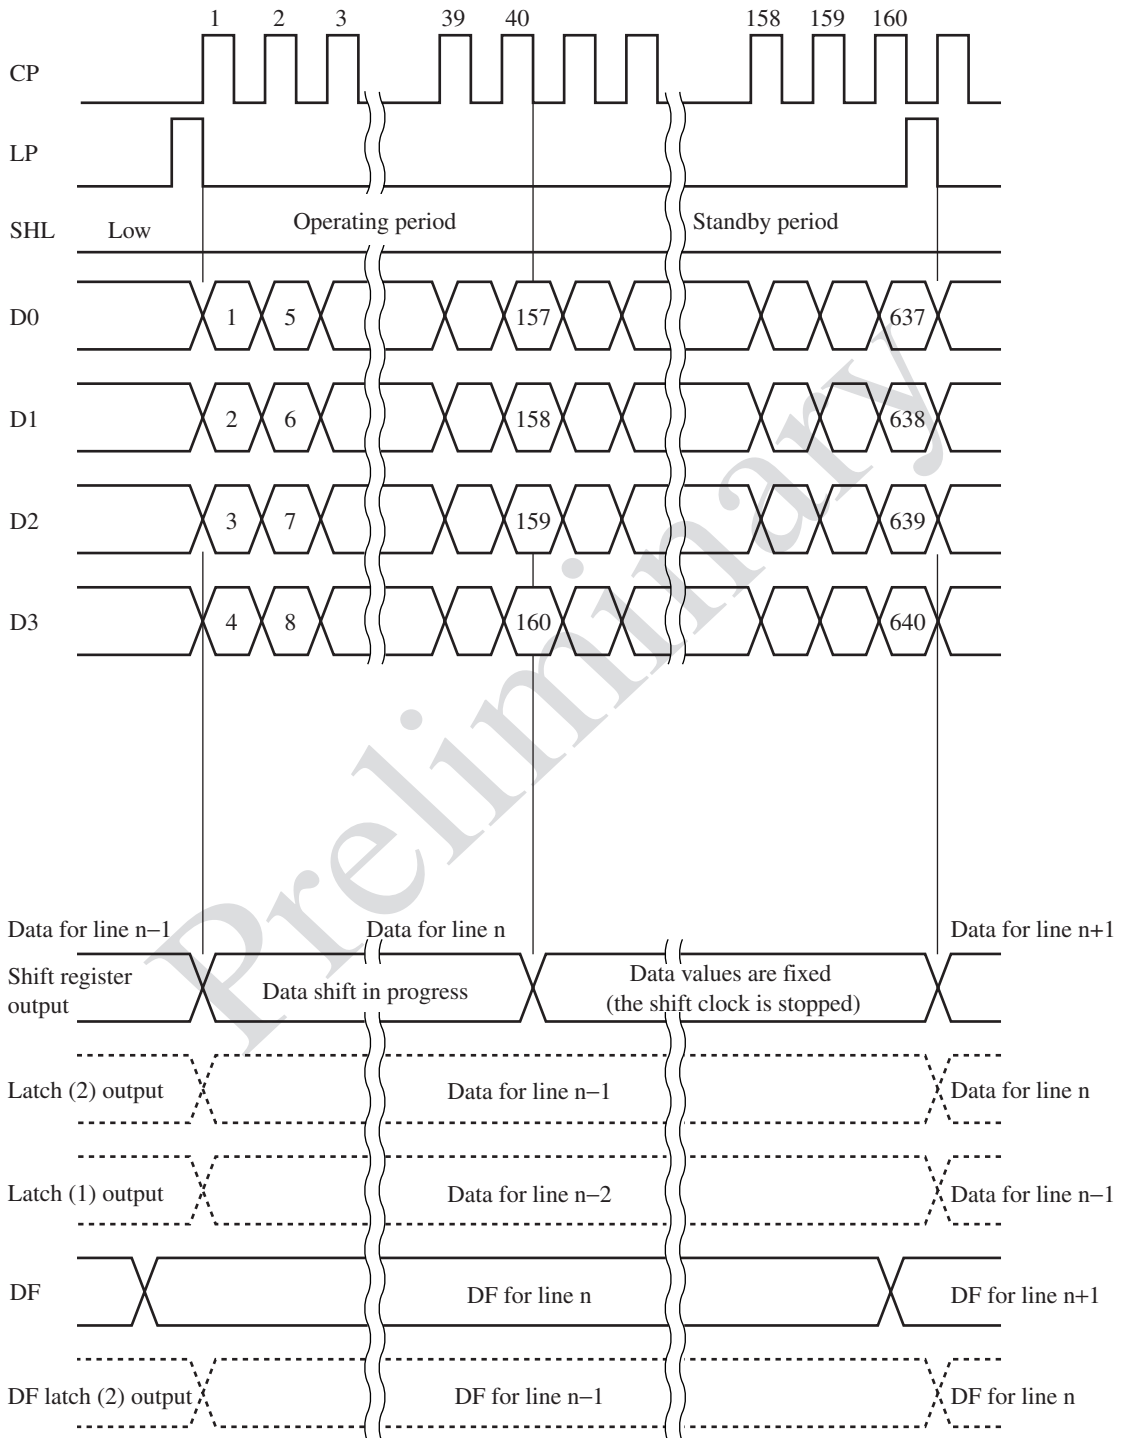 1 2 3 39 40 158 159 160
CP
LP
Operating period Standby period
SHL Low
D0 1 5 157 637
D1 2 6 158 638
D2 3 7 159 639
D3 4 8 160 640
Preliminary
Data for line n−1 Data for line n Data for line n+1
Shift register
output
Data shift in progress
Data values are fixed
(the shift clock is stopped)
Latch (2) output Data for line n−1 Data for line n
Latch (1) output Data for line n−2 Data for line n−1
DF DF for line n DF for line n+1
DF latch (2) output DF for line n−1 DF for line n